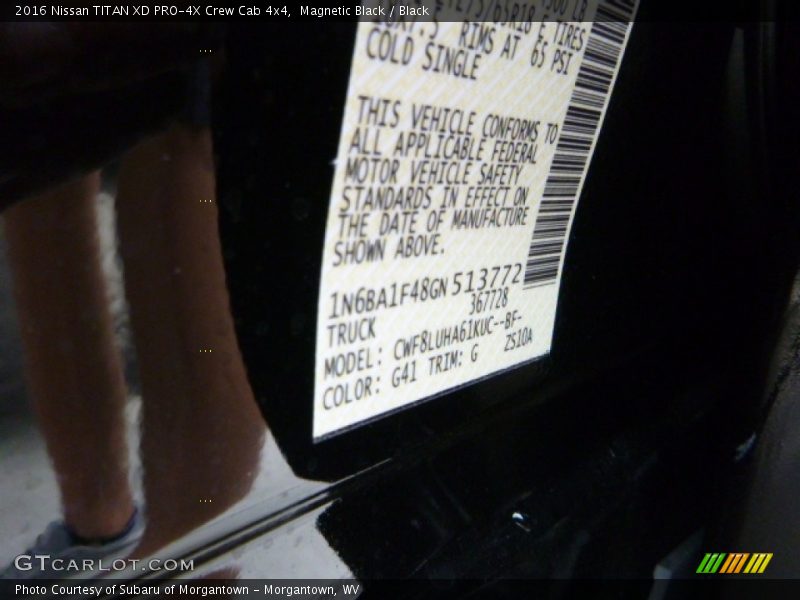 2016 Nissan TITAN XD PRO-4X Crew Cab 4x4, Magnetic Black / Black
RIMS AT 65 PSI
COLD SINGLE
THIS VEHICLE CONFORMS TO
ALL APPLICABLE FEDERAL
MOTOR VEHICLE SAFETY
STANDARDS IN EFFECT ON
THE DATE OF MANUFACTURE
SHOWN ABOVE.
1N6BA1F48GN513772
367728
TRUCK
MODEL: CWF8LUHA61KUC--BF-
COLOR: G41 TRIM: G ZS10A
GTCARLOT.COM
Photo Courtesy of Subaru of Morgantown - Morgantown, WV